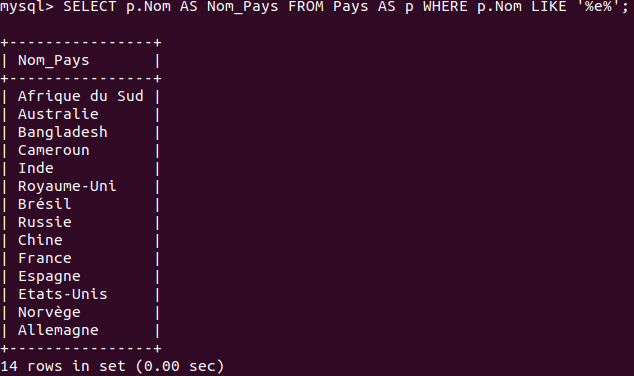 mysql> SELECT p.Nom AS Nom_Pays FROM Pays AS p WHERE p.Nom LIKE '%e%';
+----------------+
| Nom_Pays       |
+----------------+
| Afrique du Sud |
| Australie      |
| Bangladesh     |
| Cameroun       |
| Inde           |
| Royaume-Uni    |
| Brésil         |
| Russie         |
| Chine          |
| France         |
| Espagne        |
| Etats-Unis     |
| Norvège        |
| Allemagne      |
+----------------+
14 rows in set (0.00 sec)